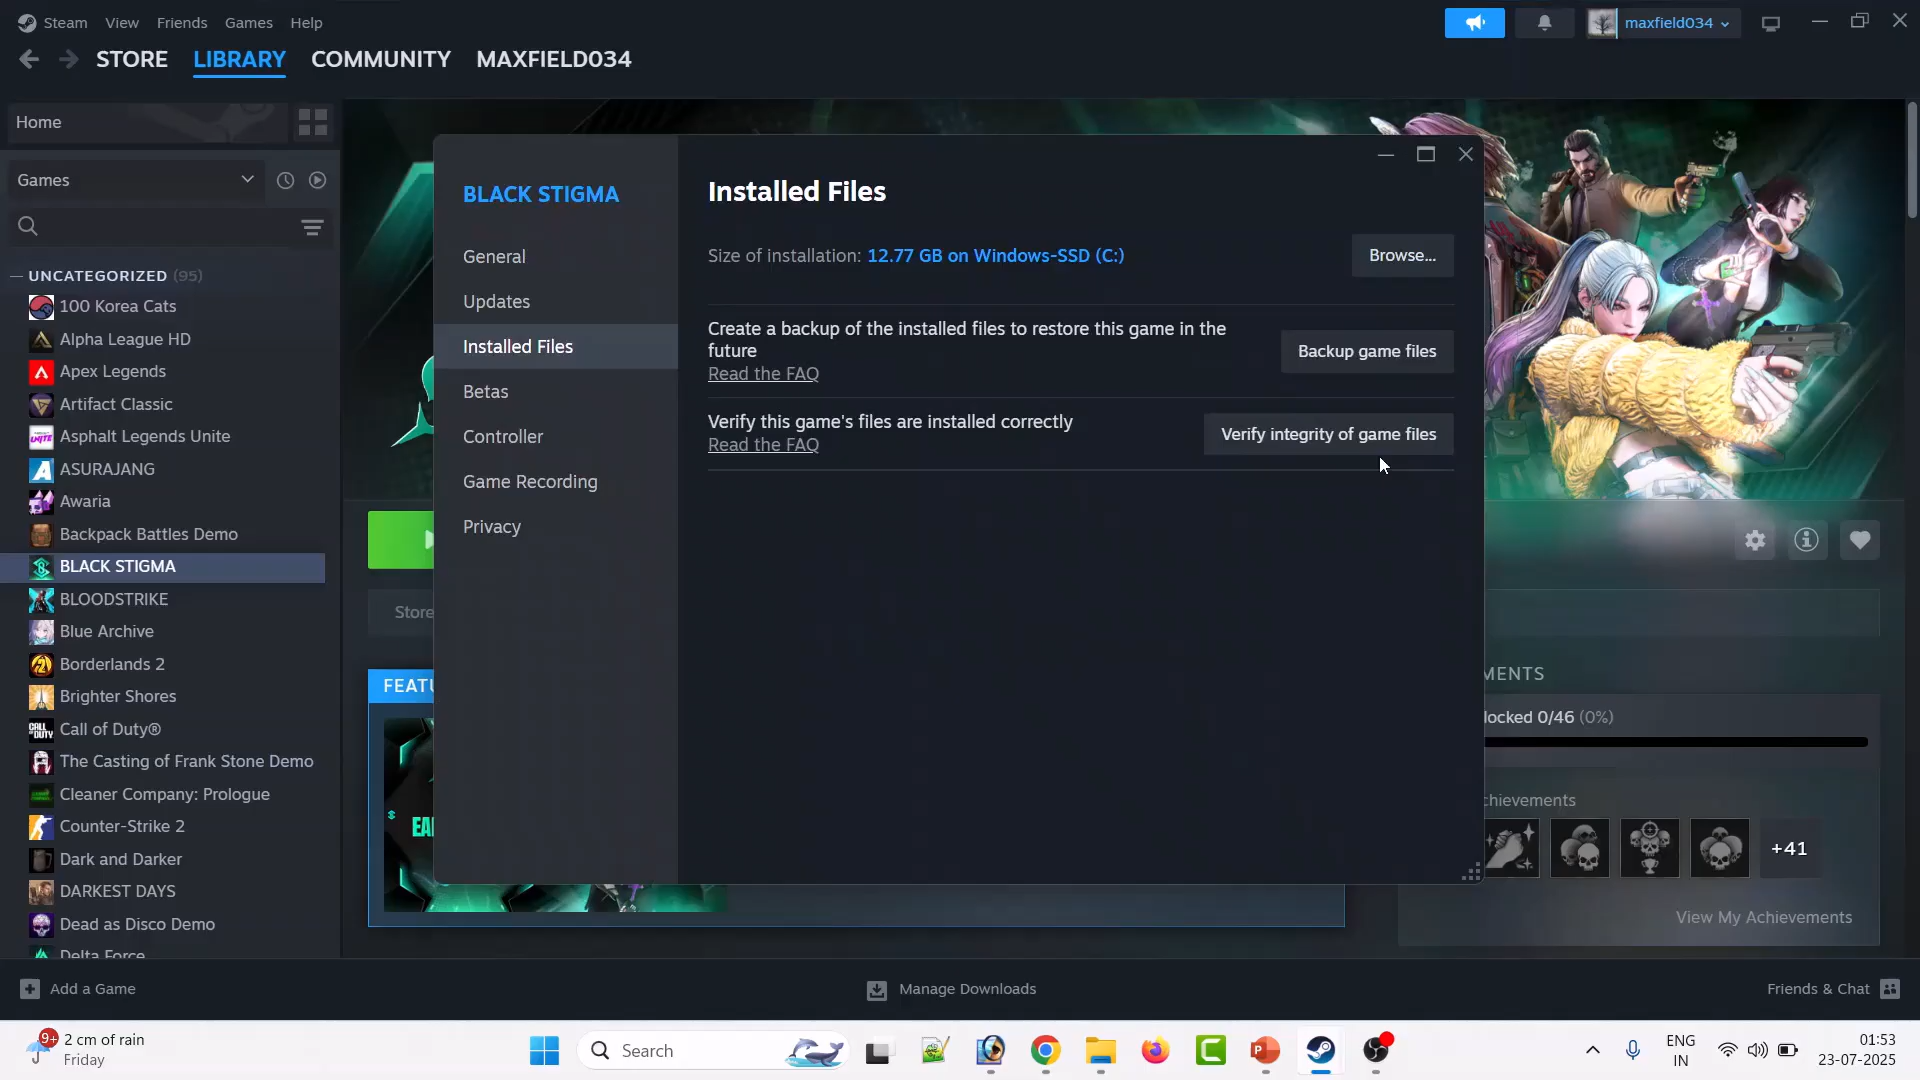 Steam View Friends Games Help
maxfield034
STORE LIBRARY COMMUNITY MAXFIELD034
Home
Games
— UNCATEGORIZED (95)
100 Korea Cats
Alpha League HD
Apex Legends
Artifact Classic
Asphalt Legends Unite
ASURAJANG
Awaria
Backpack Battles Demo
BLACK STIGMA
BLOODSTRIKE
Blue Archive
Borderlands 2
Brighter Shores
Call of Duty®
The Casting of Frank Stone Demo
Cleaner Company: Prologue
Counter-Strike 2
Dark and Darker
DARKEST DAYS
Dead as Disco Demo
Delta Force
BLACK STIGMA
General
Updates
Installed Files
Betas
Controller
Game Recording
Privacy
Installed Files
Size of installation: 12.77 GB on Windows-SSD (C:)
Browse...
Create a backup of the installed files to restore this game in the
future
Read the FAQ
Backup game files
Verify this game's files are installed correctly
Read the FAQ
Verify integrity of game files
Store
FEATU
EA
MENTS
locked 0/46 (0%)
chievements
+41
View My Achievements
Add a Game
Manage Downloads
Friends & Chat
9+
2 cm of rain
Friday
Search
ENG
IN
01:53
23-07-2025